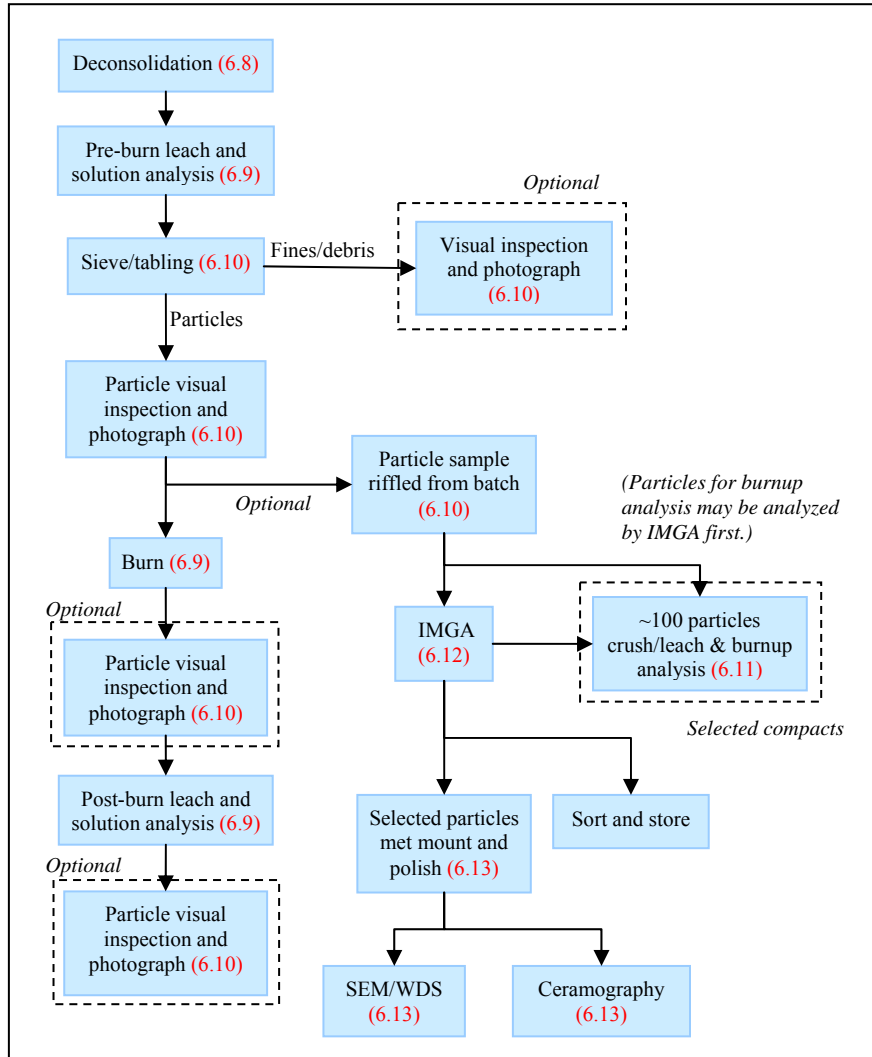 Deconsolidation (6.8)
Pre-burn leach and
solution analysis (6.9)
Optional
Sieve/tabling (6.10)
Fines/debris
Visual inspection
and photograph
(6.10)
Particles
Particle visual
inspection and
photograph (6.10)
Optional
Particle sample
riffled from batch
(6.10)
(Particles for burnup
analysis may be analyzed
by IMGA first.)
Burn (6.9)
Optional
Particle visual
inspection and
photograph (6.10)
IMGA
(6.12)
~100 particles
crush/leach & burnup
analysis (6.11)
Selected compacts
Post-burn leach and
solution analysis (6.9)
Selected particles
met mount and
polish (6.13)
Sort and store
Optional
Particle visual
inspection and
photograph (6.10)
SEM/WDS
(6.13)
Ceramography
(6.13)